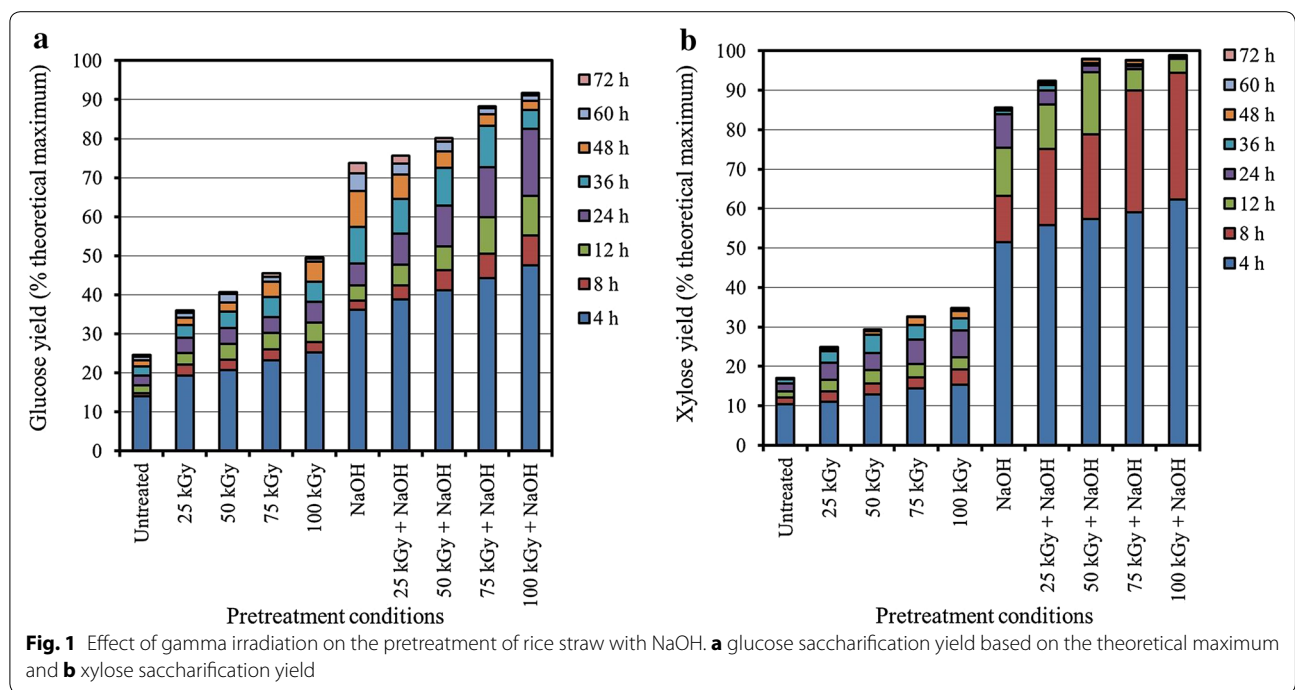 a
Glucose yield (% theoretical maximum)
100
90
80
70
60
50
40
30
20
10
0
Untreated
25 kGy
50 kGy
75 kGy
100 kGy
NaOH
25 kGy + NaOH
50 kGy + NaOH
75 kGy + NaOH
100 kGy + NaOH
Pretreatment conditions
72 h
60 h
48 h
36 h
24 h
12 h
8 h
4 h
b
Xylose yield (% theoretical maximum)
100
90
80
70
60
50
40
30
20
10
0
Untreated
25 kGy
50 kGy
75 kGy
100 kGy
NaOH
25 kGy + NaOH
50 kGy + NaOH
75 kGy + NaOH
100 kGy + NaOH
Pretreatment conditions
72 h
60 h
48 h
36 h
24 h
12 h
8 h
4 h
Fig. 1 Effect of gamma irradiation on the pretreatment of rice straw with NaOH. a glucose saccharification yield based on the theoretical maximum
and b xylose saccharification yield